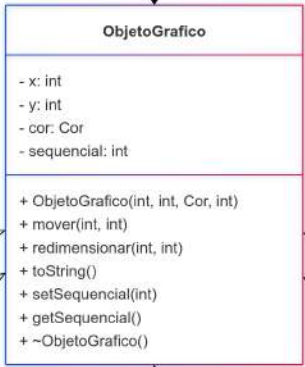 ObjetoGrafico
- x: int
- y: int
- cor: Cor
- sequencial: int
+ ObjetoGrafico(int, int, Cor, int)
+ mover(int, int)
+ redimensionar(int, int)
+ toString()
+ setSequencial(int)
+ getSequencial()
+ ~ObjetoGrafico()